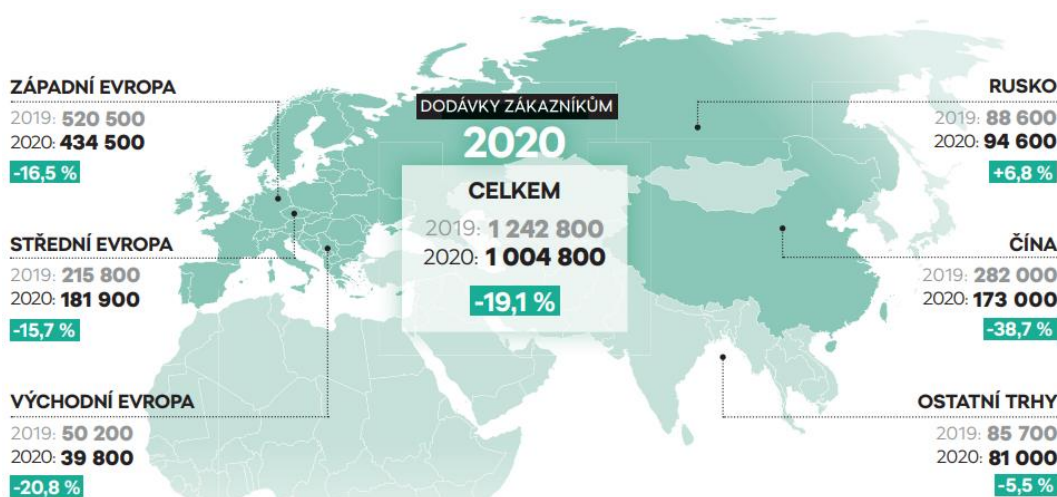 DODÁVKY ZÁKAZNÍKŮM
2020
CELKEM
2019: 1 242 800
2020: 1 004 800
-19,1 %
ZÁPADNÍ EVROPA
2019: 520 500
2020: 434 500
-16,5 %
STŘEDNÍ EVROPA
2019: 215 800
2020: 181 900
-15,7 %
VÝCHODNÍ EVROPA
2019: 50 200
2020: 39 800
-20,8 %
RUSKO
2019: 88 600
2020: 94 600
+6,8 %
ČÍNA
2019: 282 000
2020: 173 000
-38,7 %
OSTATNÍ TRHY
2019: 85 700
2020: 81 000
-5,5 %